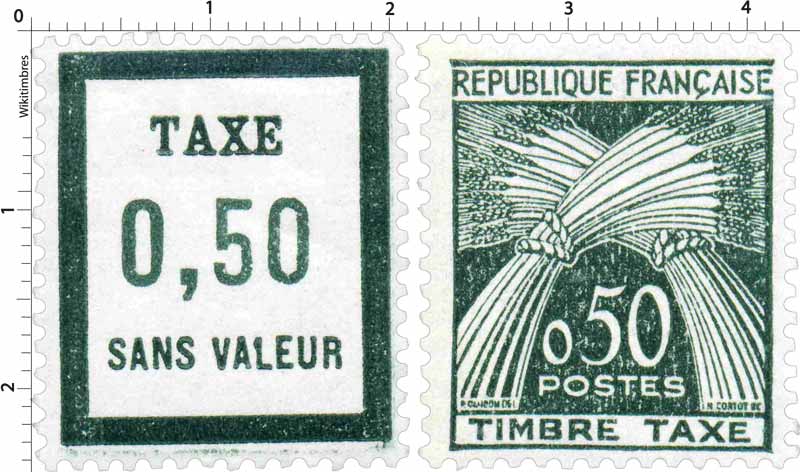 0 1 2 3 4
Wikitimbres
1
2
TAXE
0,50
SANS VALEUR
REPUBLIQUE FRANÇAISE
0,50
POSTES
TIMBRE TAXE